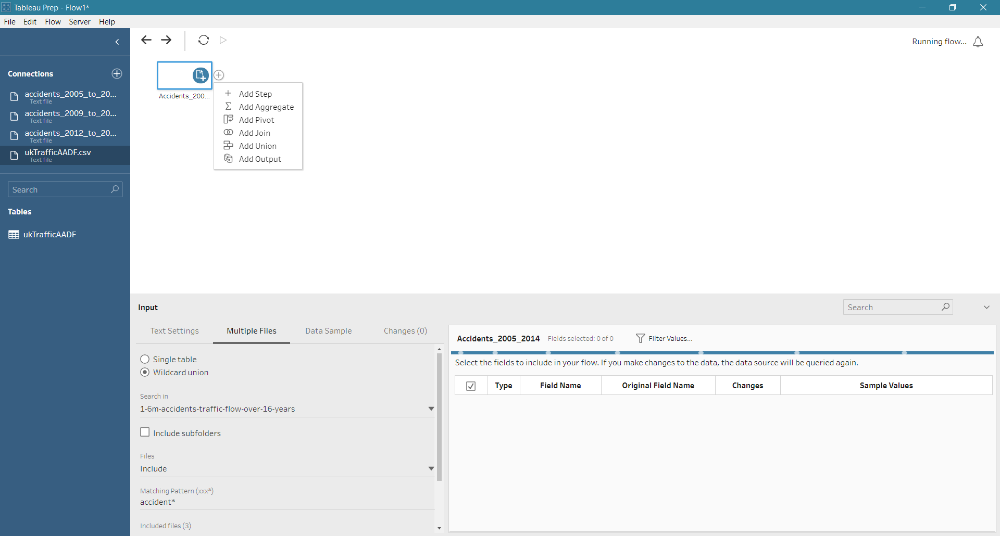 Tableau Prep - Flow1*
File Edit Flow Server Help
Running flow...
Connections
accidents_2005_to_20...
Text file
accidents_2009_to_20...
Text file
accidents_2012_to_20...
Text file
ukTrafficAADF.csv
Text file
Search
Tables
ukTrafficAADF
Accidents_200...
Add Step
Add Aggregate
Add Pivot
Add Join
Add Union
Add Output
Input
Search
Text Settings Multiple Files Data Sample Changes (0)
Single table
Wildcard union
Search in
1-6m-accidents-traffic-flow-over-16-years
Include subfolders
Files
Include
Matching Pattern (xxx*)
accident*
Included files (3)
Accidents_2005_2014 Fields selected: 0 of 0 Filter Values...
Select the fields to include in your flow. If you make changes to the data, the data source will be queried again.
Type Field Name Original Field Name Changes Sample Values